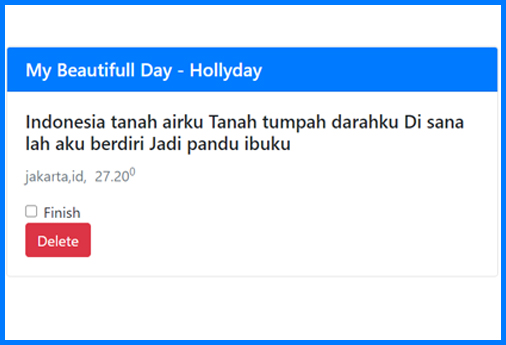 My Beautifull Day - Hollyday
Indonesia tanah airku Tanah tumpah darahku Di sana
lah aku berdiri Jadi pandu ibuku
jakarta,id, 27.20⁰
Finish
Delete